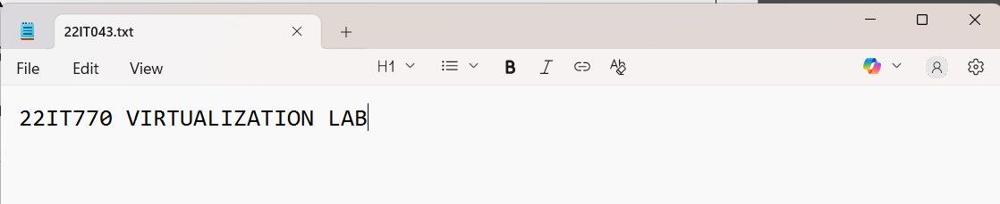 22IT043.txt
File Edit View H1 B I
22IT770 VIRTUALIZATION LAB